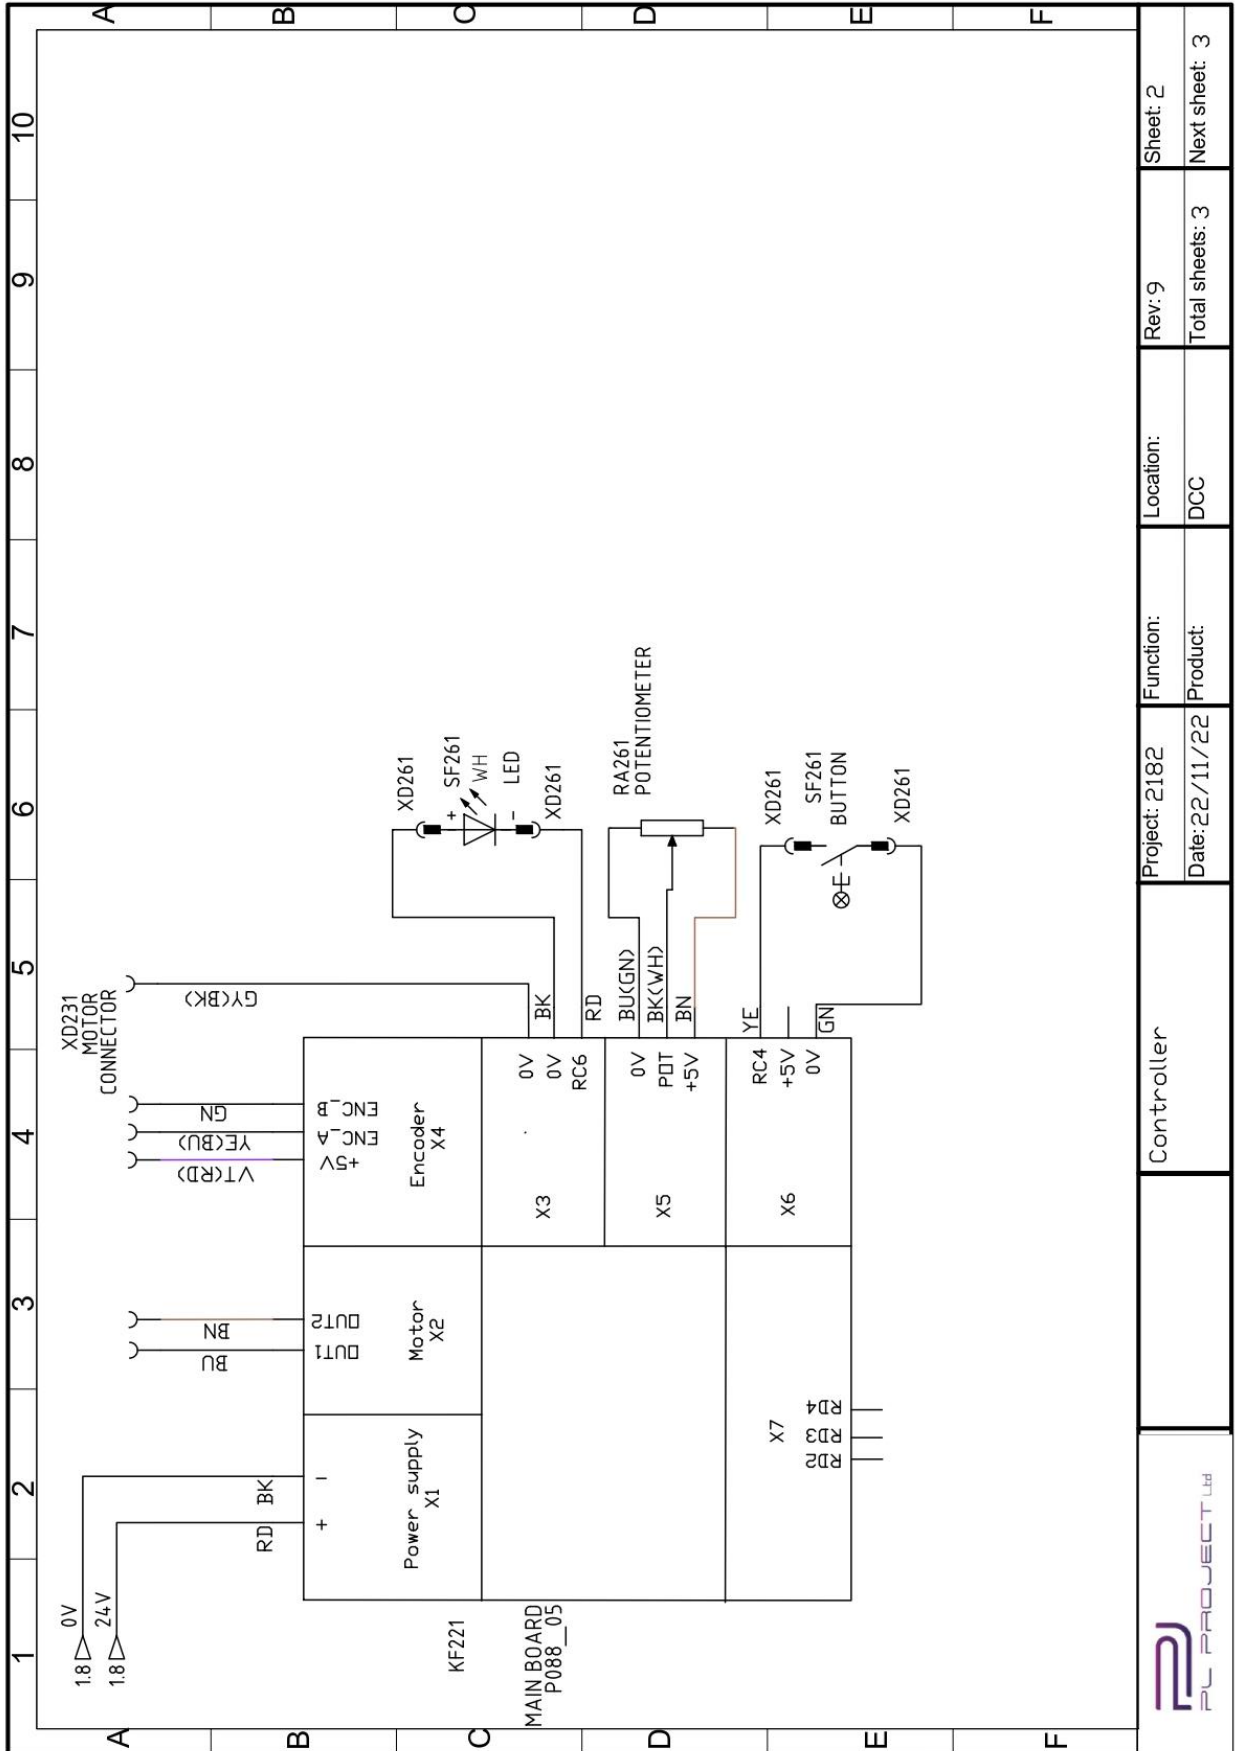 1 2 3 4 5 6 7 8 9 10
A A
B B
C C
D D
E E
F F
1.8 0V
1.8 24V
RD
BK
BU
BN
VT(RD)
YE(BU)
GN
GY(BK)
XD231
MOTOR
CONNECTOR
+
-
Power supply
X1
OUT1
OUT2
Motor
X2
+5V
ENC_A
ENC_B
Encoder
X4
KF221
MAIN BOARD
P088__05
X3
0V
0V BK
RC6 RD
XD261
+
SF261
WH
LED
-
XD261
X5
0V BU(GN)
POT BK(WH)
+5V BN
RA261
POTENTIOMETER
X6
RC4 YE
+5V
0V GN
XD261
SF261
BUTTON
XD261
X7
RD2
RD3
RD4
PL PROJECT Ltd
Controller
Project: 2182
Date: 22/11/22
Function:
Product:
Location:
DCC
Rev: 9
Total sheets: 3
Sheet: 2
Next sheet: 3